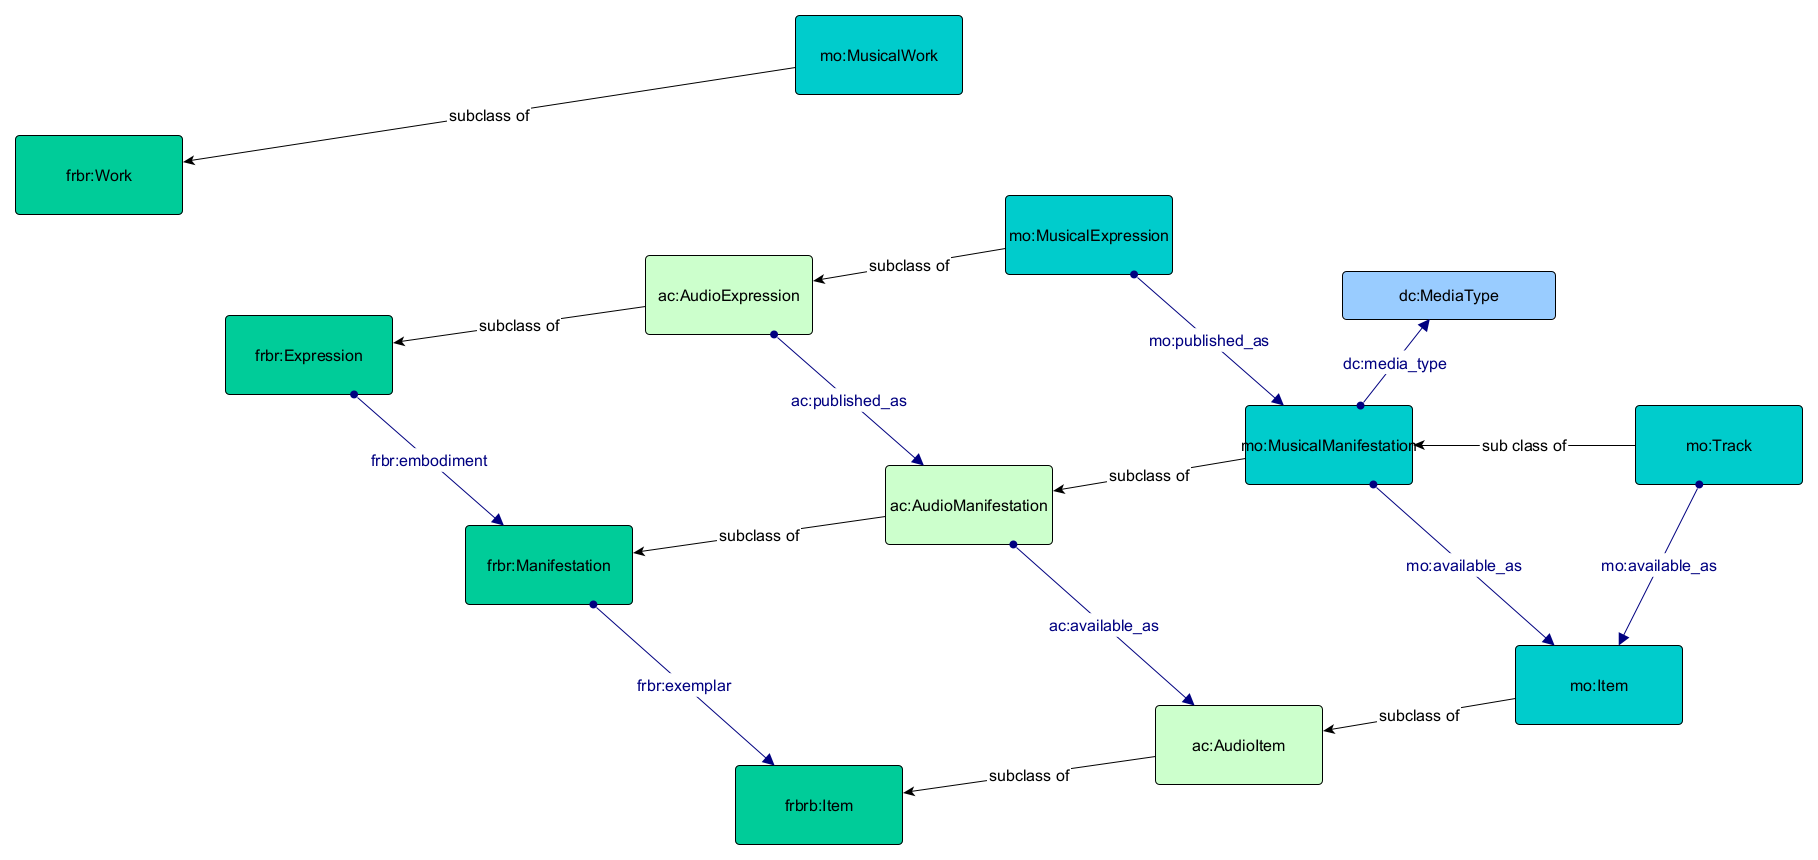 mo:MusicalWork
subclass of
frbr:Work
mo:MusicalExpression
subclass of
ac:AudioExpression
dc:MediaType
subclass of
frbr:Expression
mo:published_as
dc:media_type
ac:published_as
mo:MusicalManifestation
sub class of
mo:Track
frbr:embodiment
subclass of
ac:AudioManifestation
subclass of
frbr:Manifestation
mo:available_as
mo:available_as
ac:available_as
frbr:exemplar
mo:Item
subclass of
ac:AudioItem
subclass of
frbrb:Item